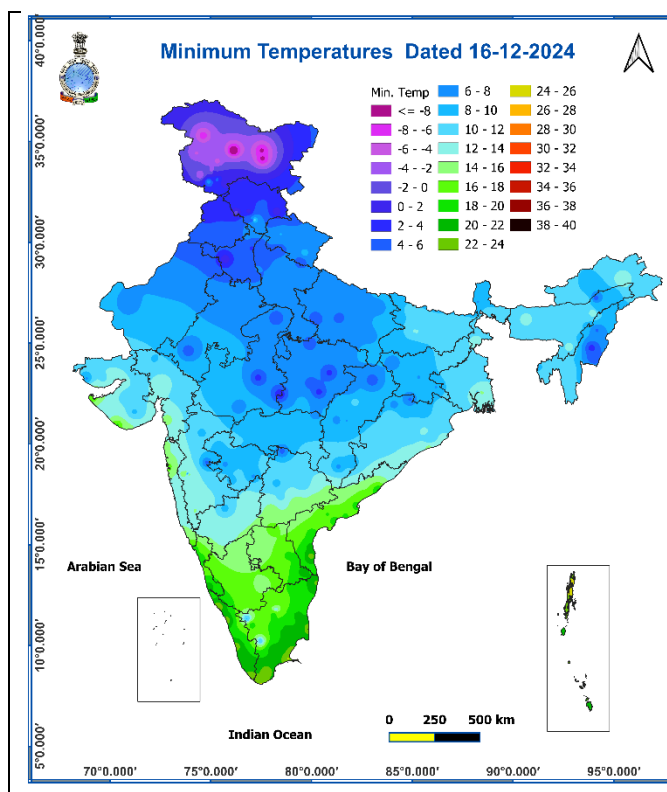 Minimum Temperatures Dated 16-12-2024
Min. Temp
<= -8
-8 - -6
-6 - -4
-4 - -2
-2 - 0
0 - 2
2 - 4
4 - 6
6 - 8
8 - 10
10 - 12
12 - 14
14 - 16
16 - 18
18 - 20
20 - 22
22 - 24
24 - 26
26 - 28
28 - 30
30 - 32
32 - 34
34 - 36
36 - 38
38 - 40
40°0.000'
35°0.000'
30°0.000'
25°0.000'
20°0.000'
15°0.000'
10°0.000'
5°0.000'
Arabian Sea
Bay of Bengal
Indian Ocean
0 250 500 km
70°0.000' 75°0.000' 80°0.000' 85°0.000' 90°0.000' 95°0.000'